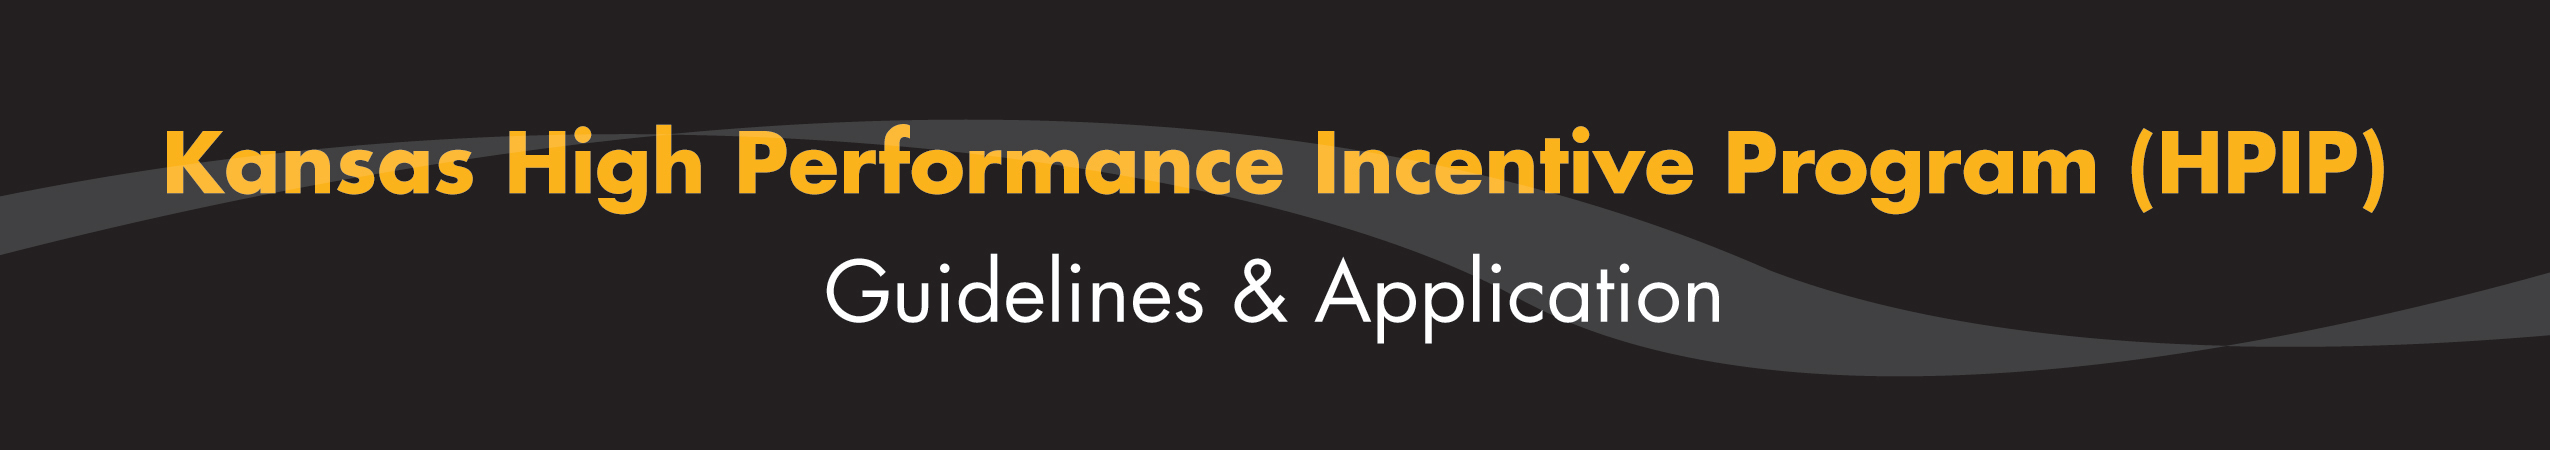 Kansas High Performance Incentive Program (HPIP)
Guidelines & Application